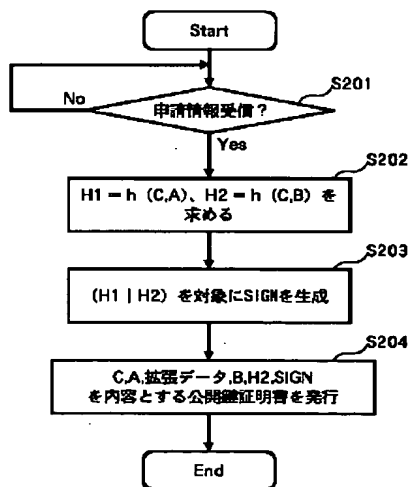 Start
S201
No
申請情報受信？
Yes
S202
H1 = h (C,A)、H2 = h (C,B) を
求める
S203
(H1 | H2) を対象にSIGNを生成
S204
C,A,拡張データ,B,H2,SIGN
を内容とする公開鍵証明書を発行
End